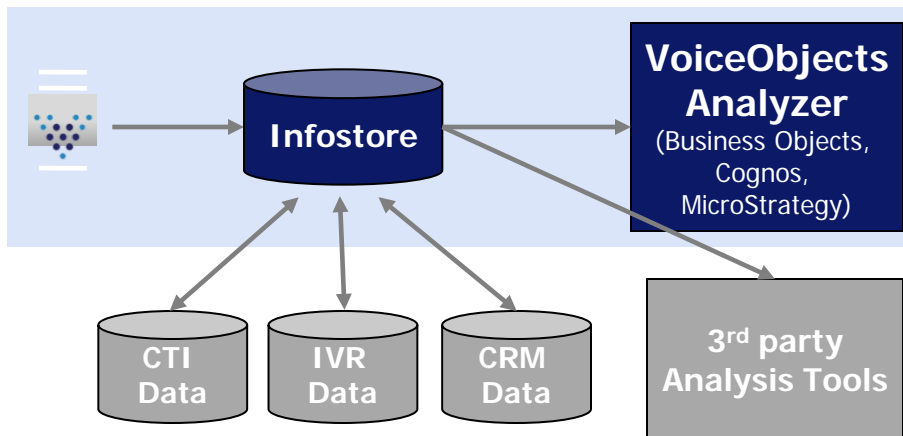 VoiceObjects
Analyzer
(Business Objects,
Cognos,
MicroStrategy)
Infostore
CTI
Data
IVR
Data
CRM
Data
3rd party
Analysis Tools